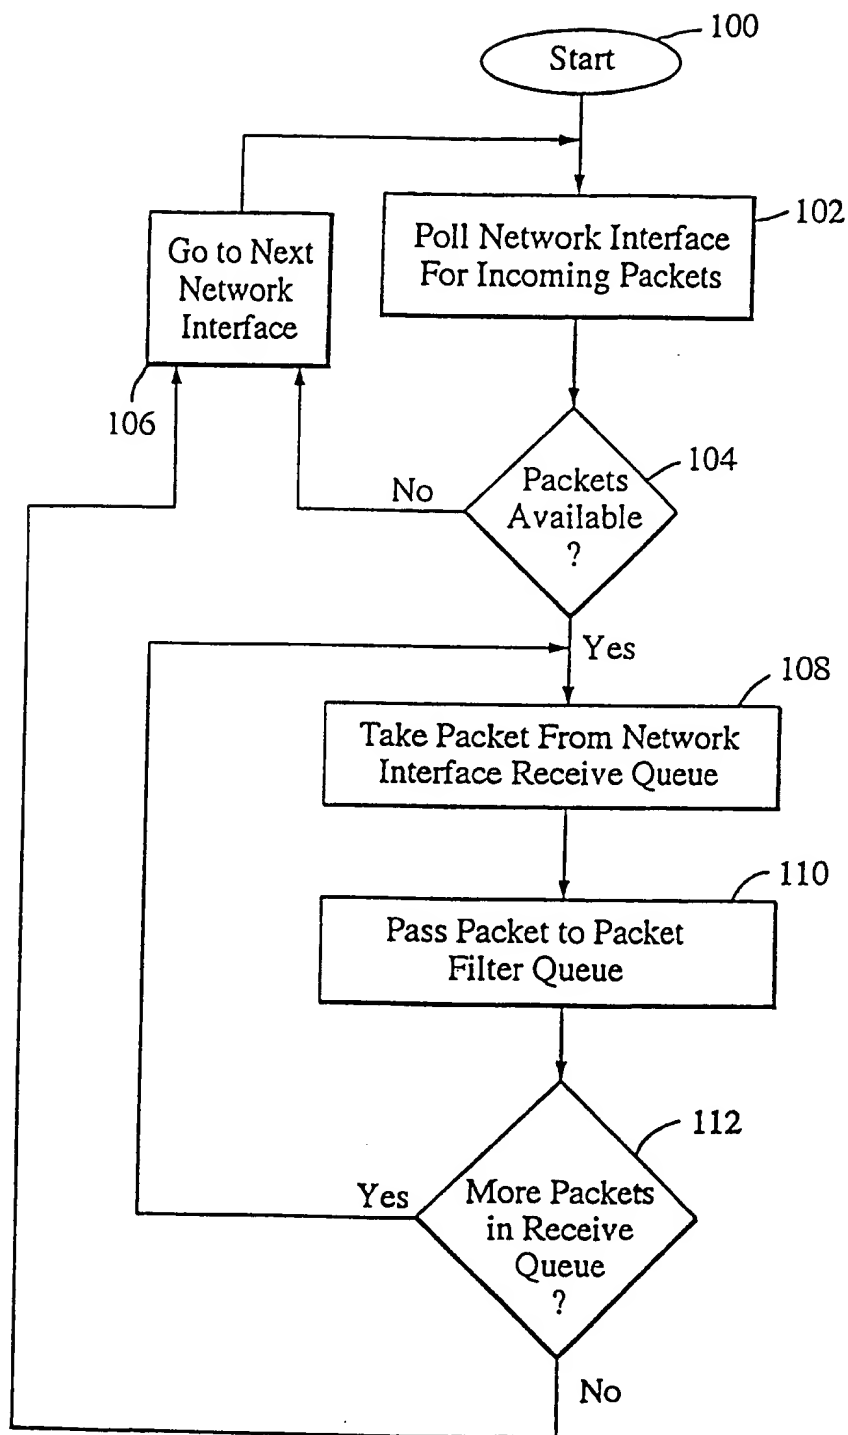 100
Start
102
Poll Network Interface
For Incoming Packets
Go to Next
Network
Interface
106
104
No
Packets
Available
?
Yes
108
Take Packet From Network
Interface Receive Queue
110
Pass Packet to Packet
Filter Queue
112
Yes
More Packets
in Receive
Queue
?
No